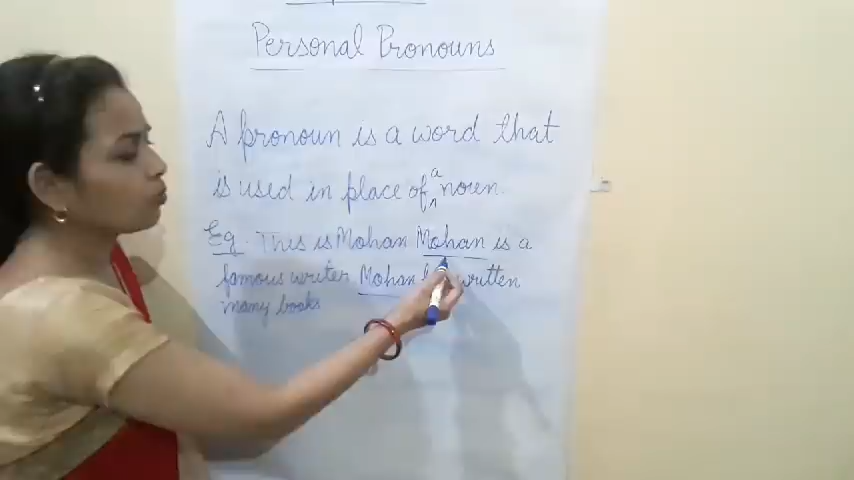 Personal Pronouns
A pronoun is a word that
is used in place of a noun.
Eg. This is Mohan Mohan is a
famous writer Mohan written
many books